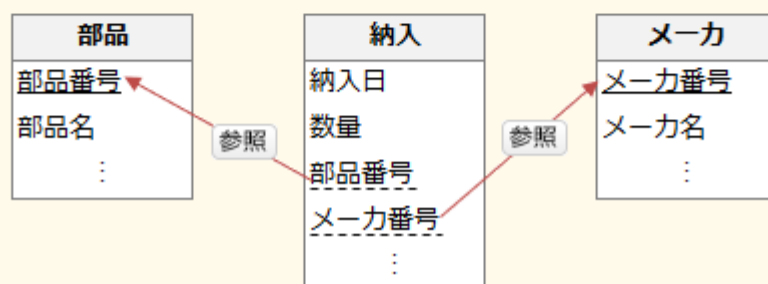 部品
部品番号
部品名
⋮
参照
納入
納入日
数量
部品番号
メーカ番号
⋮
参照
メーカ
メーカ番号
メーカ名
⋮